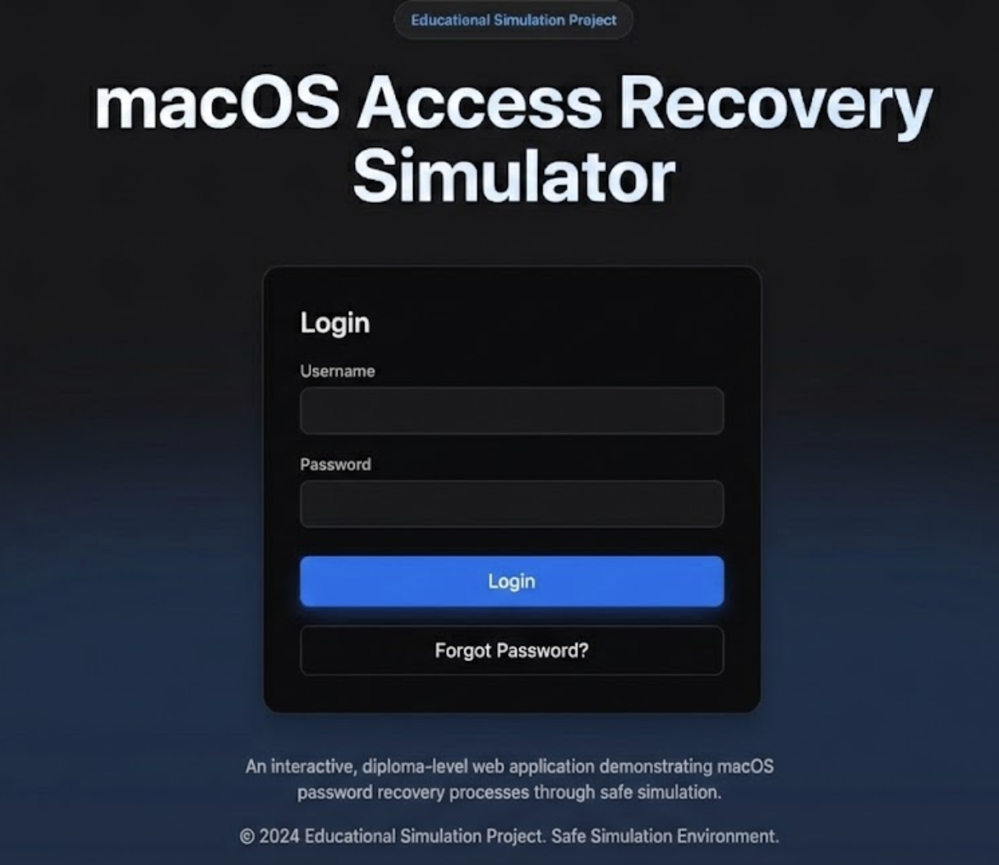 Educational Simulation Project
macOS Access Recovery
Simulator
Login
Username
Password
Login
Forgot Password?
An interactive, diploma-level web application demonstrating macOS
password recovery processes through safe simulation.
© 2024 Educational Simulation Project. Safe Simulation Environment.